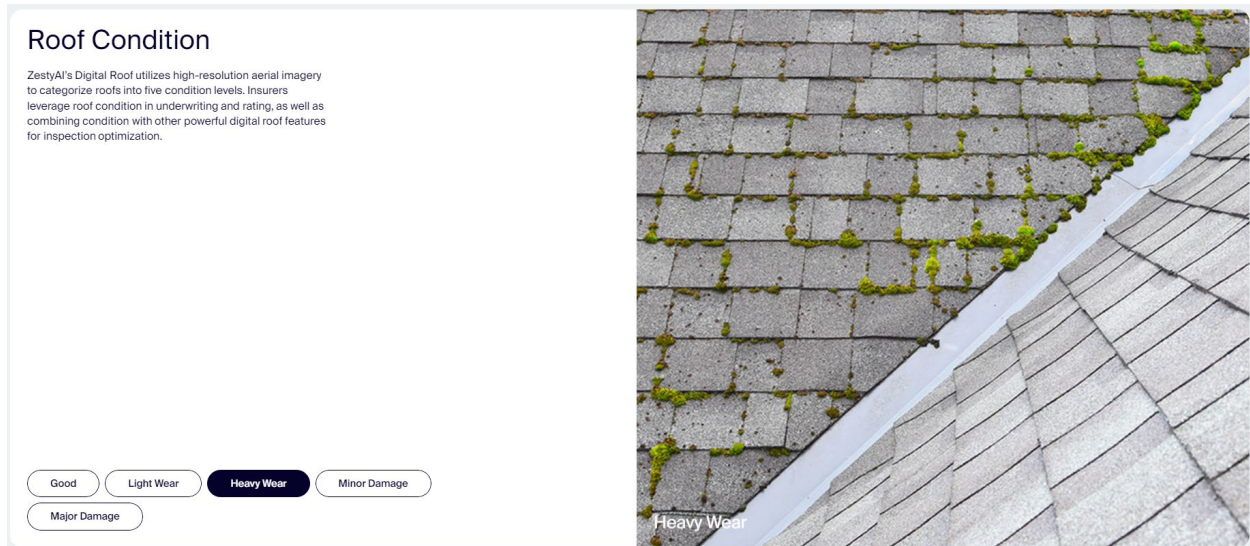 Roof Condition
ZestyAI's Digital Roof utilizes high-resolution aerial imagery
to categorize roofs into five condition levels. Insurers
leverage roof condition in underwriting and rating, as well as
combining condition with other powerful digital roof features
for inspection optimization.
Good
Light Wear
Heavy Wear
Minor Damage
Major Damage
Heavy Wear